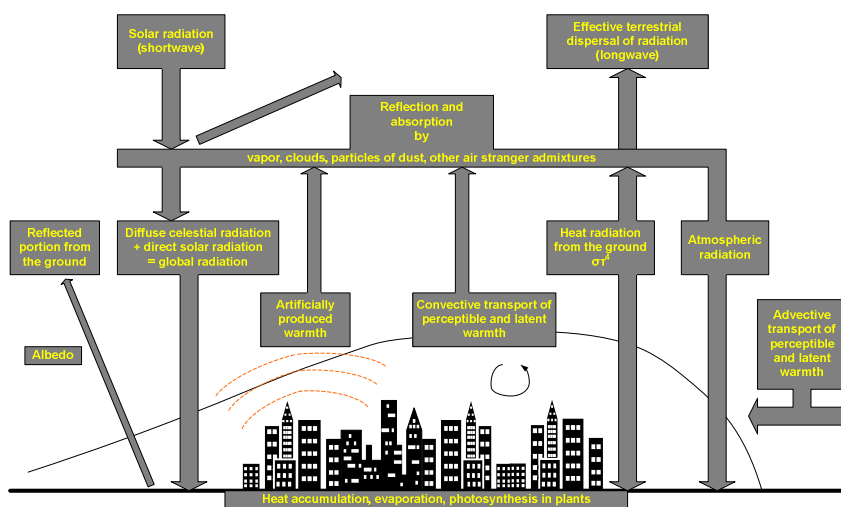 Solar radiation
(shortwave)
Effective terrestrial
dispersal of radiation
(longwave)
Reflection and
absorption
by
vapor, clouds, particles of dust, other air stranger admixtures
Reflected
portion from
the ground
Diffuse celestial radiation
+ direct solar radiation
= global radiation
Heat radiation
from the ground
στ⁴
Atmospheric
radiation
Artificially
produced
warmth
Convective transport of
perceptible and latent
warmth
Advective
transport of
perceptible
and latent
warmth
Albedo
Heat accumulation, evaporation, photosynthesis in plants